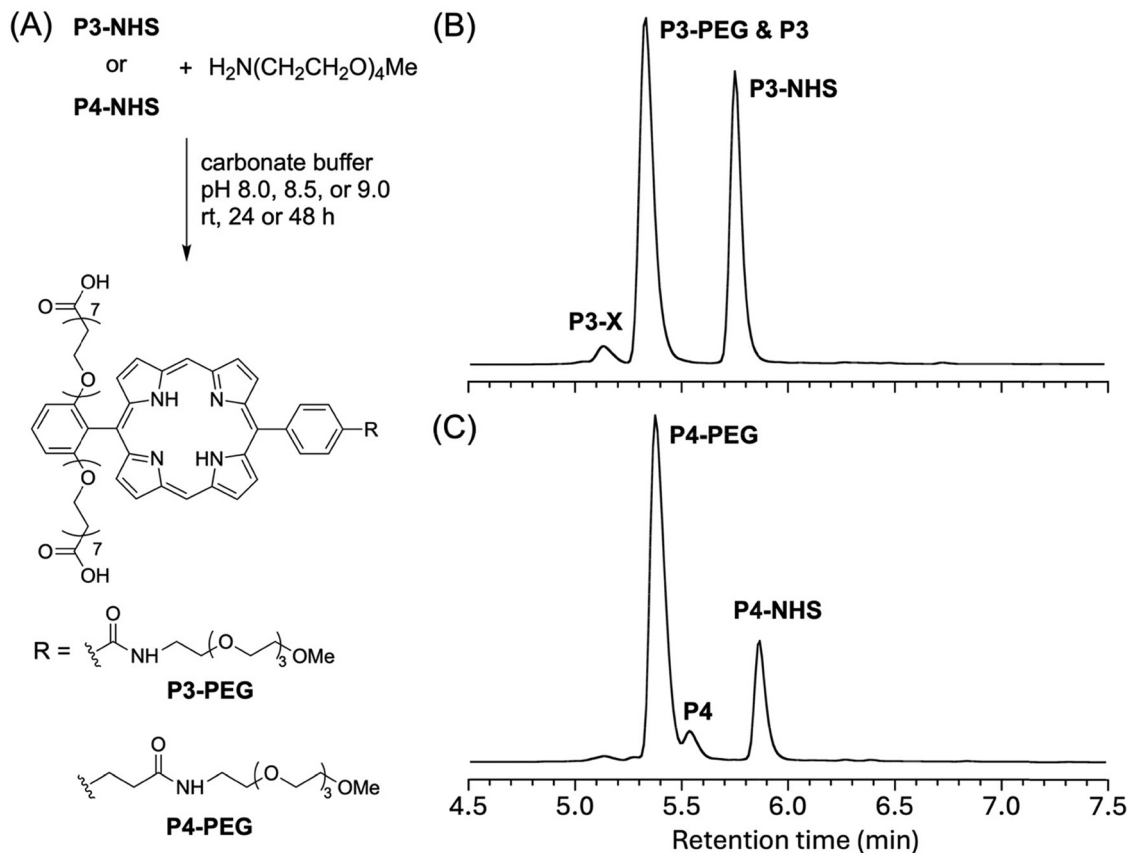 (A) P3-NHS
or
P4-NHS
+ H₂N(CH₂CH₂O)₄Me
carbonate buffer
pH 8.0, 8.5, or 9.0
rt, 24 or 48 h
OH
O
7
O
NH
N
N
HN
R
O
O
7
OH
R =
O
NH
O
3
OMe
P3-PEG
O
NH
O
3
OMe
P4-PEG
(B)
P3-PEG & P3
P3-NHS
P3-X
(C)
P4-PEG
P4-NHS
P4
4.5 5.0 5.5 6.0 6.5 7.0 7.5
Retention time (min)